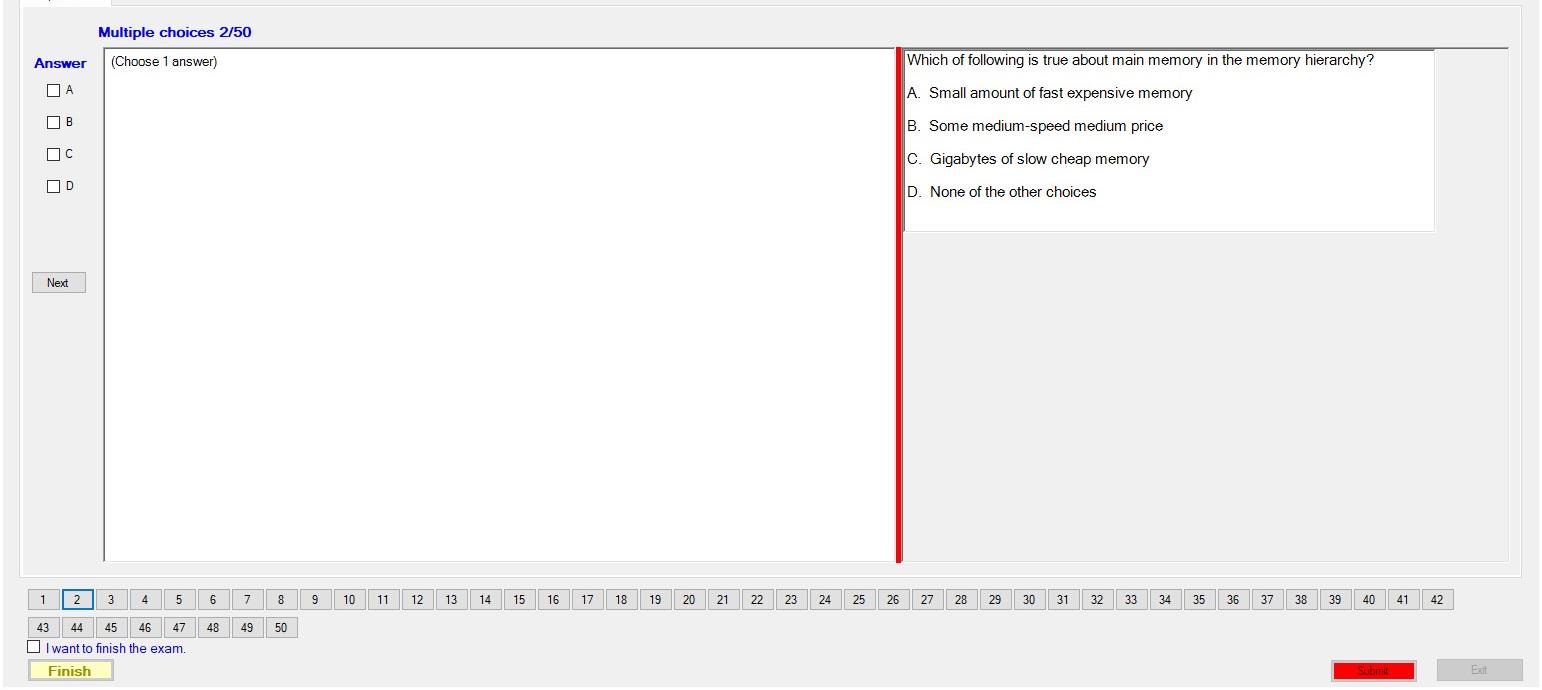 Multiple choices 2/50
Answer
(Choose 1 answer)
A
B
C
D
Next
Which of following is true about main memory in the memory hierarchy?
A. Small amount of fast expensive memory
B. Some medium-speed medium price
C. Gigabytes of slow cheap memory
D. None of the other choices
1 2 3 4 5 6 7 8 9 10 11 12 13 14 15 16 17 18 19 20 21 22 23 24 25 26 27 28 29 30 31 32 33 34 35 36 37 38 39 40 41 42
43 44 45 46 47 48 49 50
I want to finish the exam.
Finish
Submit
Exit